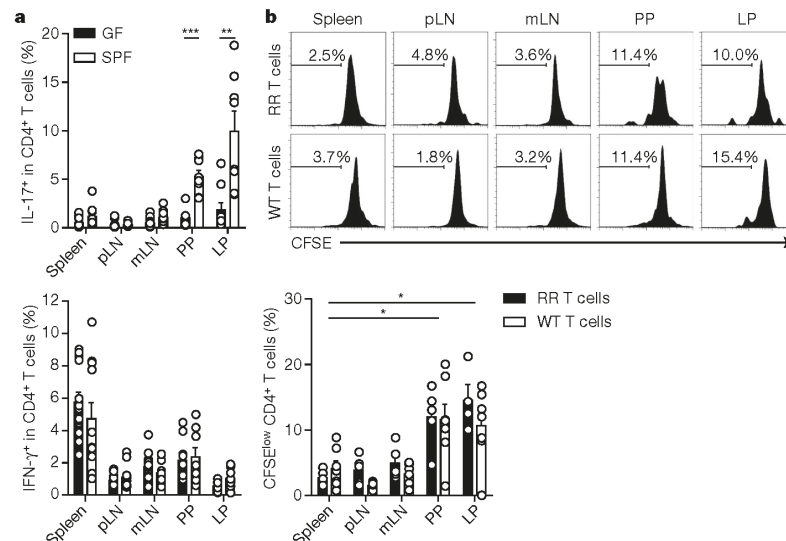 a
GF
SPF
IL-17⁺ in CD4⁺ T cells (%)
20
15
10
5
0
*** **
Spleen pLN mLN PP LP
IFN-γ⁺ in CD4⁺ T cells (%)
12
10
8
6
4
2
0
Spleen pLN mLN PP LP
b
Spleen pLN mLN PP LP
RR T cells
2.5% 4.8% 3.6% 11.4% 10.0%
WT T cells
3.7% 1.8% 3.2% 11.4% 15.4%
CFSE
CFSEˡᵒʷ CD4⁺ T cells (%)
30
20
10
0
*
*
RR T cells
WT T cells
Spleen pLN mLN PP LP